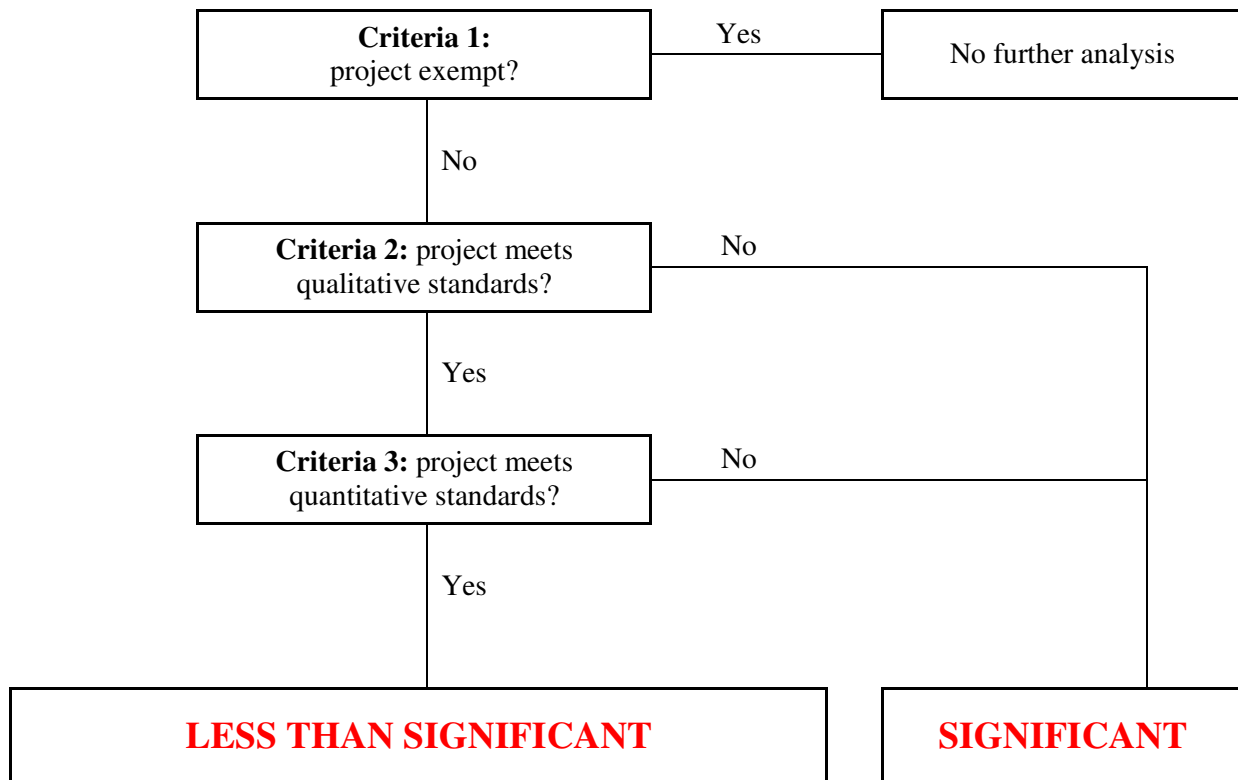 Criteria 1:
project exempt?
Yes
No further analysis
No
Criteria 2: project meets
qualitative standards?
No
Yes
Criteria 3: project meets
quantitative standards?
No
Yes
LESS THAN SIGNIFICANT
SIGNIFICANT